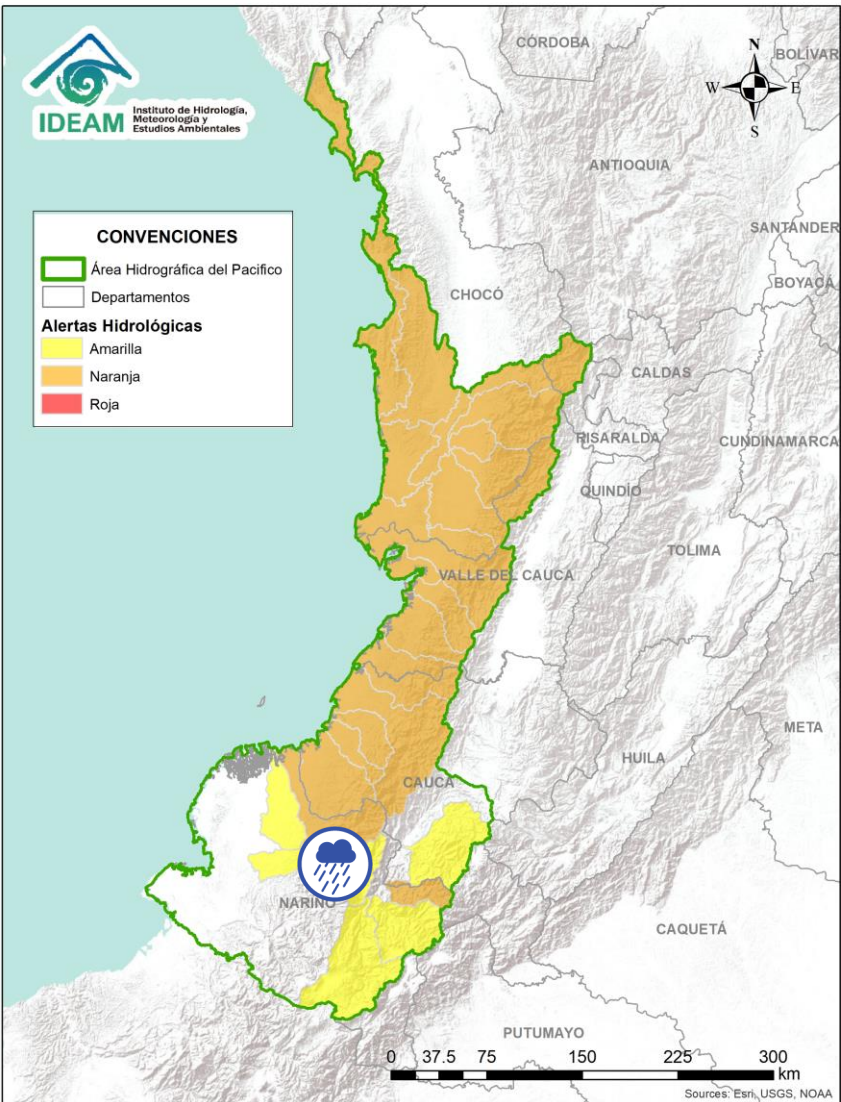 IDEAM
Instituto de Hidrología,
Meteorología y
Estudios Ambientales
CÓRDOBA
BOLIVAR
N
W
E
S
ANTIOQUIA
SANTANDER
BOYACÁ
CONVENCIONES
Área Hidrográfica del Pacifico
Departamentos
Alertas Hidrológicas
Amarilla
Naranja
Roja
CHOCÓ
CALDAS
RISARALDA
CUNDINAMARCA
QUINDÍO
TOLIMA
VALLE DEL CAUCA
META
HUILA
CAUCA
NARIÑO
CAQUETÁ
PUTUMAYO
0 37.5 75 150 225 300
km
Sources: Esri, USGS, NOAA